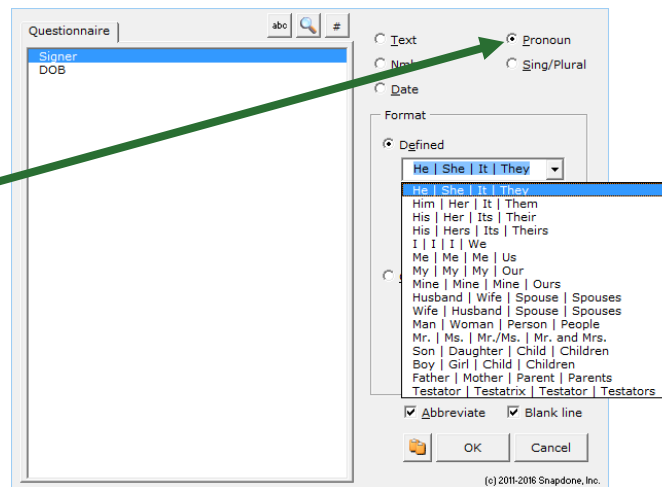 Questionnaire
abc
#
Signer
DOB
Text
Pronoun
Sing/Plural
Date
Format
Defined
He | She | It | They
He | She | It | They
Him | Her | It | Them
His | Her | Its | Their
His | Hers | Its | Theirs
I | I | I | We
Me | Me | Me | Us
My | My | My | Our
Mine | Mine | Mine | Ours
Husband | Wife | Spouse | Spouses
Wife | Husband | Spouse | Spouses
Man | Woman | Person | People
Mr. | Ms. | Mr./Ms. | Mr. and Mrs.
Son | Daughter | Child | Children
Boy | Girl | Child | Children
Father | Mother | Parent | Parents
Testator | Testatrix | Testator | Testators
Abbreviate
Blank line
OK
Cancel
(c) 2011-2016 Snapdone, Inc.